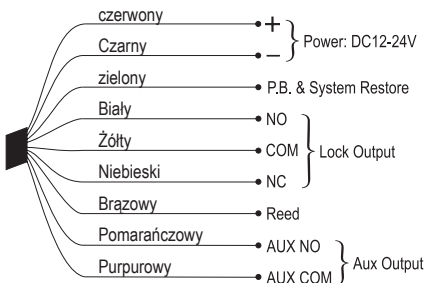 czerwony +
Czarny − Power: DC12-24V
zielony P.B. & System Restore
Biały NO
Żółty COM Lock Output
Niebieski NC
Brązowy Reed
Pomarańczowy AUX NO
Purpurowy AUX COM Aux Output